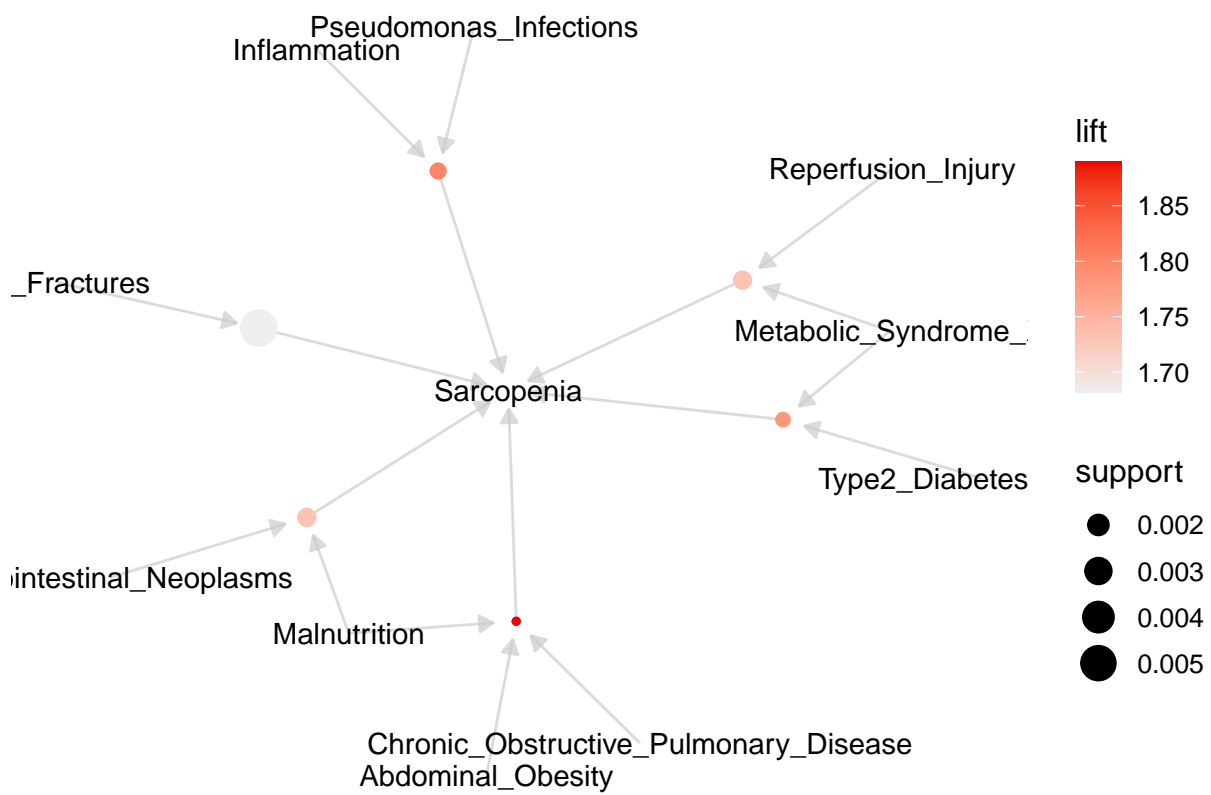 Pseudomonas_Infections
Inflammation
lift
1.85
1.80
1.75
1.70
Reperfusion_Injury
_Fractures
Metabolic_Syndrome_
Sarcopenia
Type2_Diabetes
support
0.002
0.003
0.004
0.005
ointestinal_Neoplasms
Malnutrition
Chronic_Obstructive_Pulmonary_Disease
Abdominal_Obesity